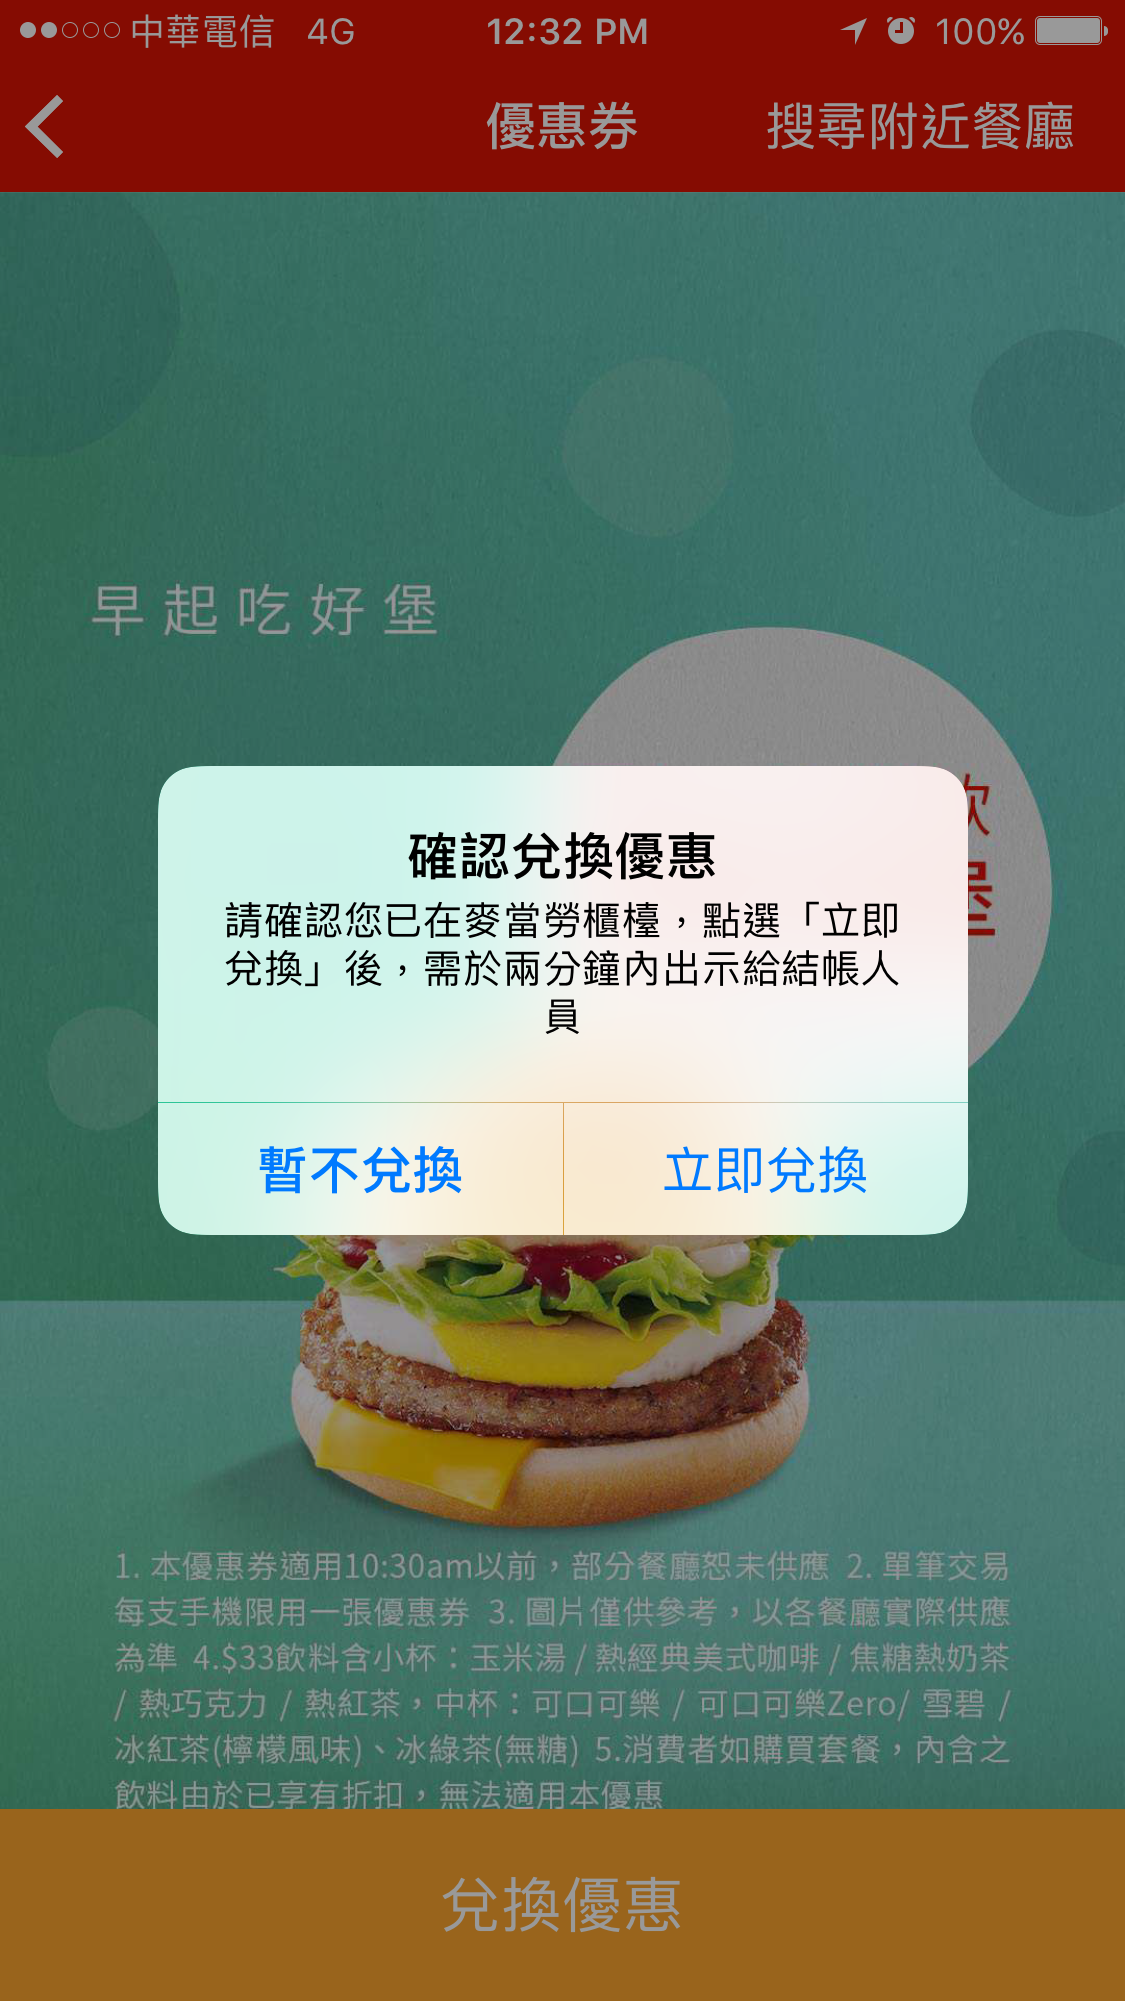 中華電信 4G 12:32 PM 100%
優惠券 搜尋附近餐廳
早起吃好堡
確認兌換優惠
請確認您已在麥當勞櫃檯，點選「立即
兌換」後，需於兩分鐘內出示給結帳人
員
暫不兌換 立即兌換
1. 本優惠券適用10:30am以前，部分餐廳恕未供應 2. 單筆交易
每支手機限用一張優惠券 3. 圖片僅供參考，以各餐廳實際供應
為準 4.$33飲料含小杯：玉米湯 / 熱經典美式咖啡 / 焦糖熱奶茶
/ 熱巧克力 / 熱紅茶，中杯：可口可樂 / 可口可樂Zero/ 雪碧 /
冰紅茶(檸檬風味)、冰綠茶(無糖) 5.消費者如購買套餐，內含之
飲料由於已享有折扣，無法適用本優惠
兌換優惠